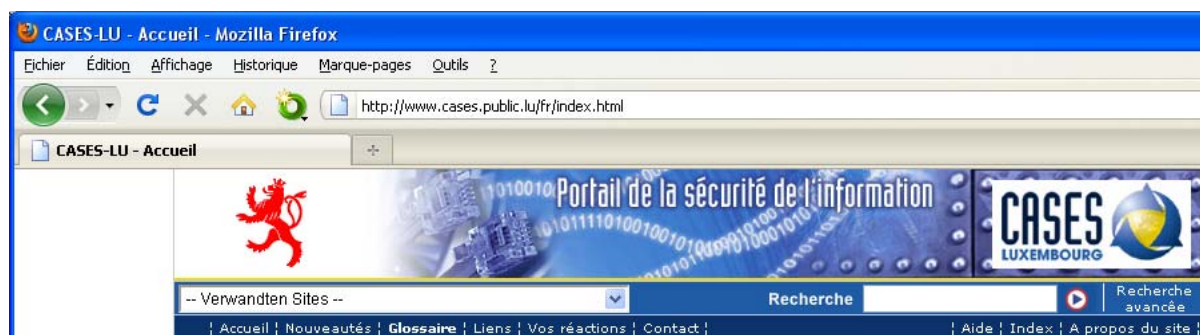 CASES-LU - Accueil - Mozilla Firefox
Fichier Édition Affichage Historique Marque-pages Outils ?
http://www.cases.public.lu/fr/index.html
CASES-LU - Accueil
Portail de la sécurité de l'information
CASES
LUXEMBOURG
-- Verwandten Sites --
Recherche
Recherche avancée
| Accueil | Nouveautés | Glossaire | Liens | Vos réactions | Contact |
| Aide | Index | A propos du site |